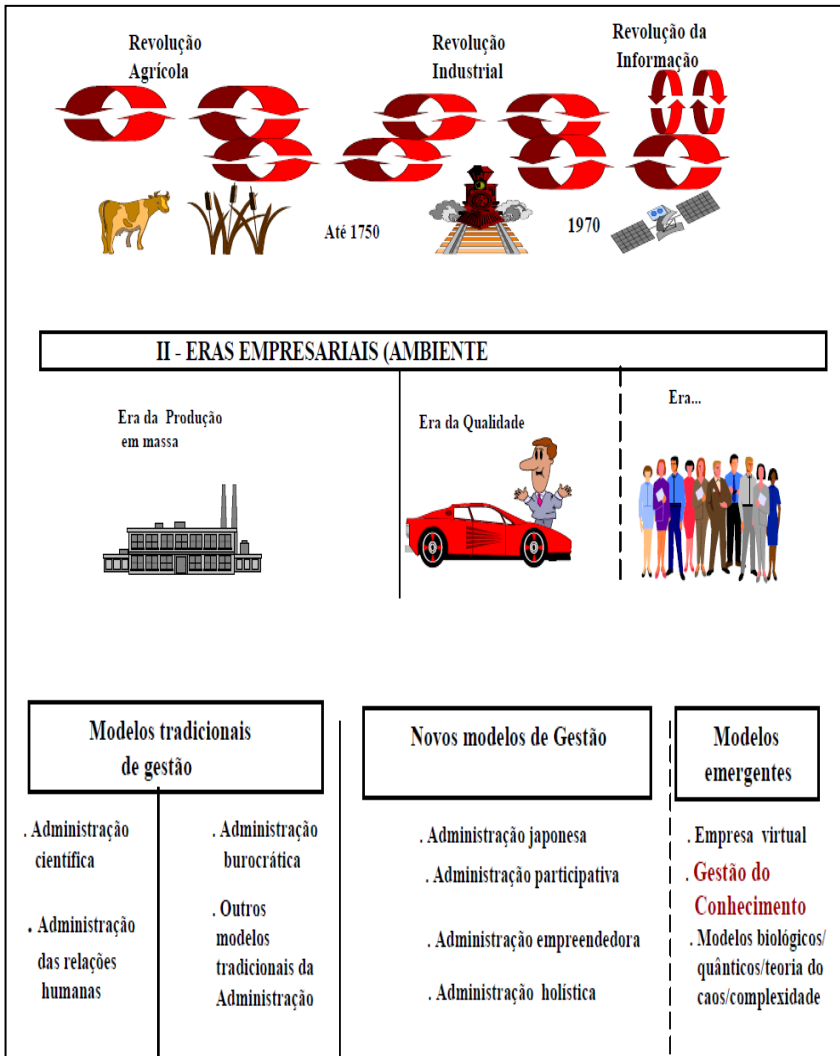 Revolução
Agrícola
Revolução
Industrial
Revolução da
Informação
Até 1750
1970
II - ERAS EMPRESARIAIS (AMBIENTE
Era da Produção
em massa
Era da Qualidade
Era...
Modelos tradicionais
de gestão
. Administração
científica
. Administração
das relações
humanas
. Administração
burocrática
. Outros
modelos
tradicionais da
Administração
Novos modelos de Gestão
. Administração japonesa
. Administração participativa
. Administração empreendedora
. Administração holística
Modelos
emergentes
. Empresa virtual
. Gestão do
Conhecimento
. Modelos biológicos/
quânticos/teoria do
caos/complexidade